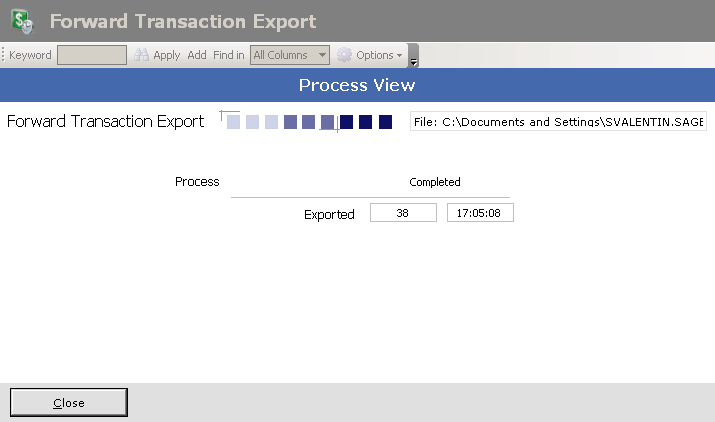 Forward Transaction Export
Keyword Apply Add Find in All Columns Options
Process View
Forward Transaction Export File: C:\Documents and Settings\SVALENTIN.SAGE
Process Completed
Exported 38 17:05:08
Close